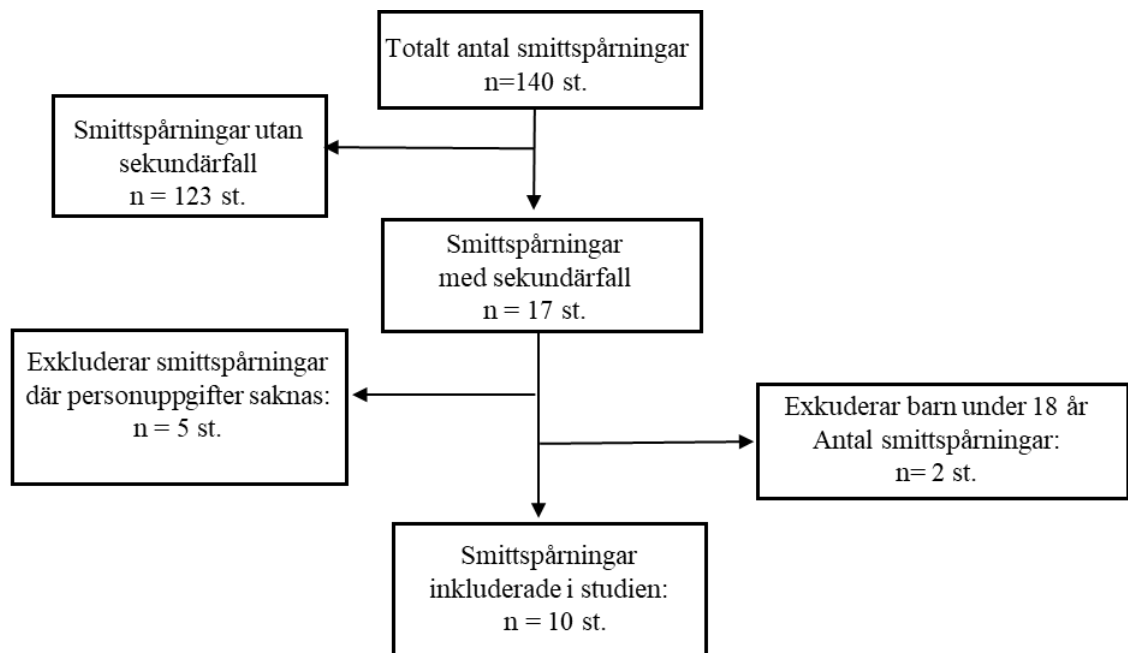 Totalt antal smittspårningar
n=140 st.
Smittspårningar utan
sekundärfall
n = 123 st.
Smittspårningar
med sekundärfall
n = 17 st.
Exkluderar smittspårningar
där personuppgifter saknas:
n = 5 st.
Exkuderar barn under 18 år
Antal smittspårningar:
n= 2 st.
Smittspårningar
inkluderade i studien:
n = 10 st.